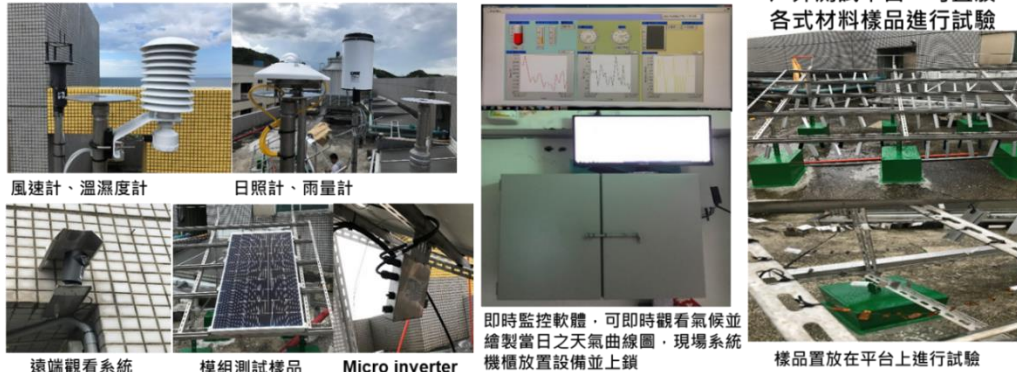 各式材料樣品進行試驗
風速計、溫濕度計
日照計、雨量計
遠端觀看系統
模組測試樣品
Micro inverter
即時監控軟體，可即時觀看氣候並
繪製當日之天氣曲線圖，現場系統
機櫃放置設備並上鎖
樣品置放在平台上進行試驗